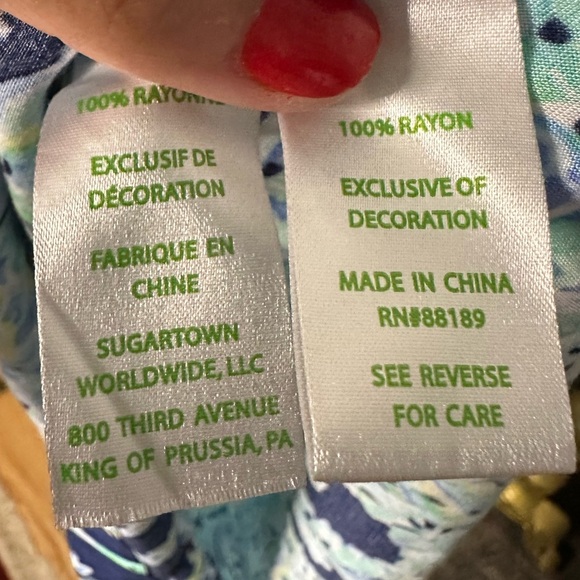 100% RAYONNE
EXCLUSIF DE
DÉCORATION
FABRIQUE EN
CHINE
SUGARTOWN
WORLDWIDE, LLC
800 THIRD AVENUE
KING OF PRUSSIA, PA
100% RAYON
EXCLUSIVE OF
DECORATION
MADE IN CHINA
RN#88189
SEE REVERSE
FOR CARE